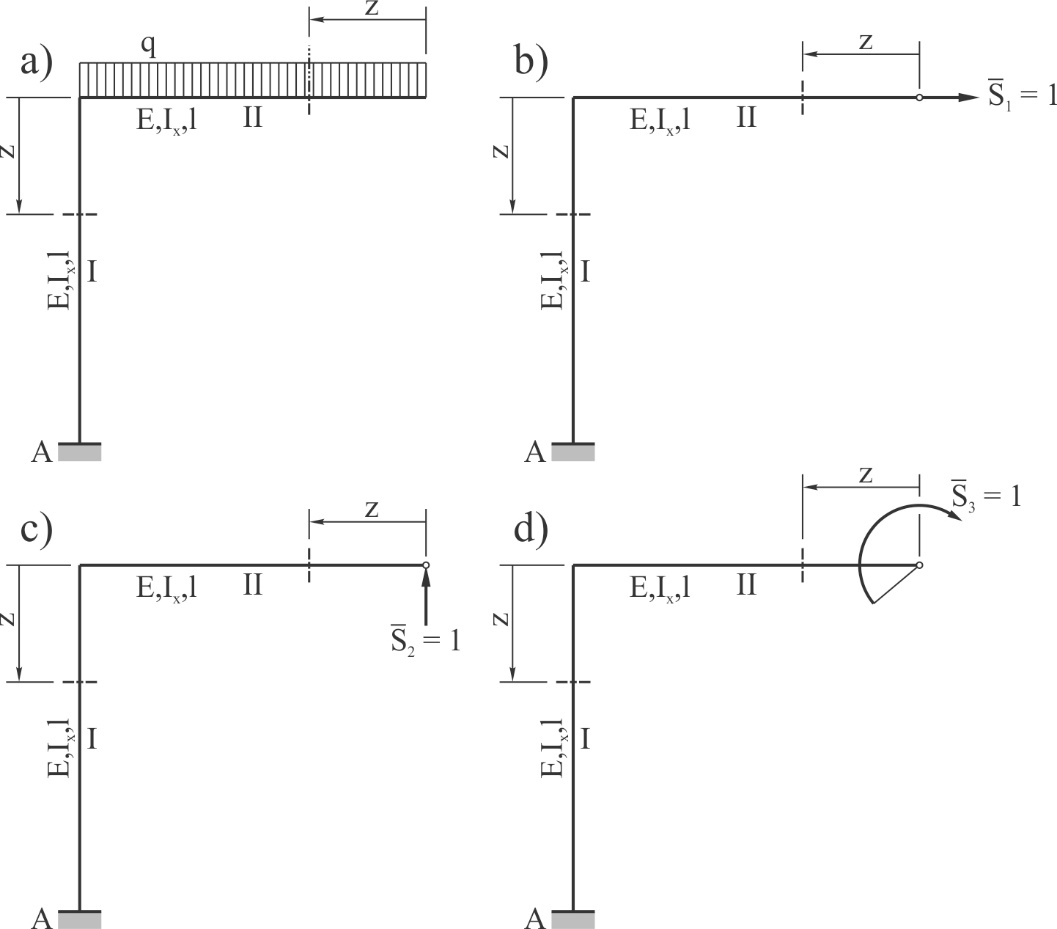 a)
q
z
z
E,Iₓ,l
II
E,Iₓ,l
I
A
b)
z
S̅₁ = 1
z
E,Iₓ,l
II
E,Iₓ,l
I
A
c)
z
z
E,Iₓ,l
II
S̅₂ = 1
E,Iₓ,l
I
A
d)
z
S̅₃ = 1
z
E,Iₓ,l
II
E,Iₓ,l
I
A